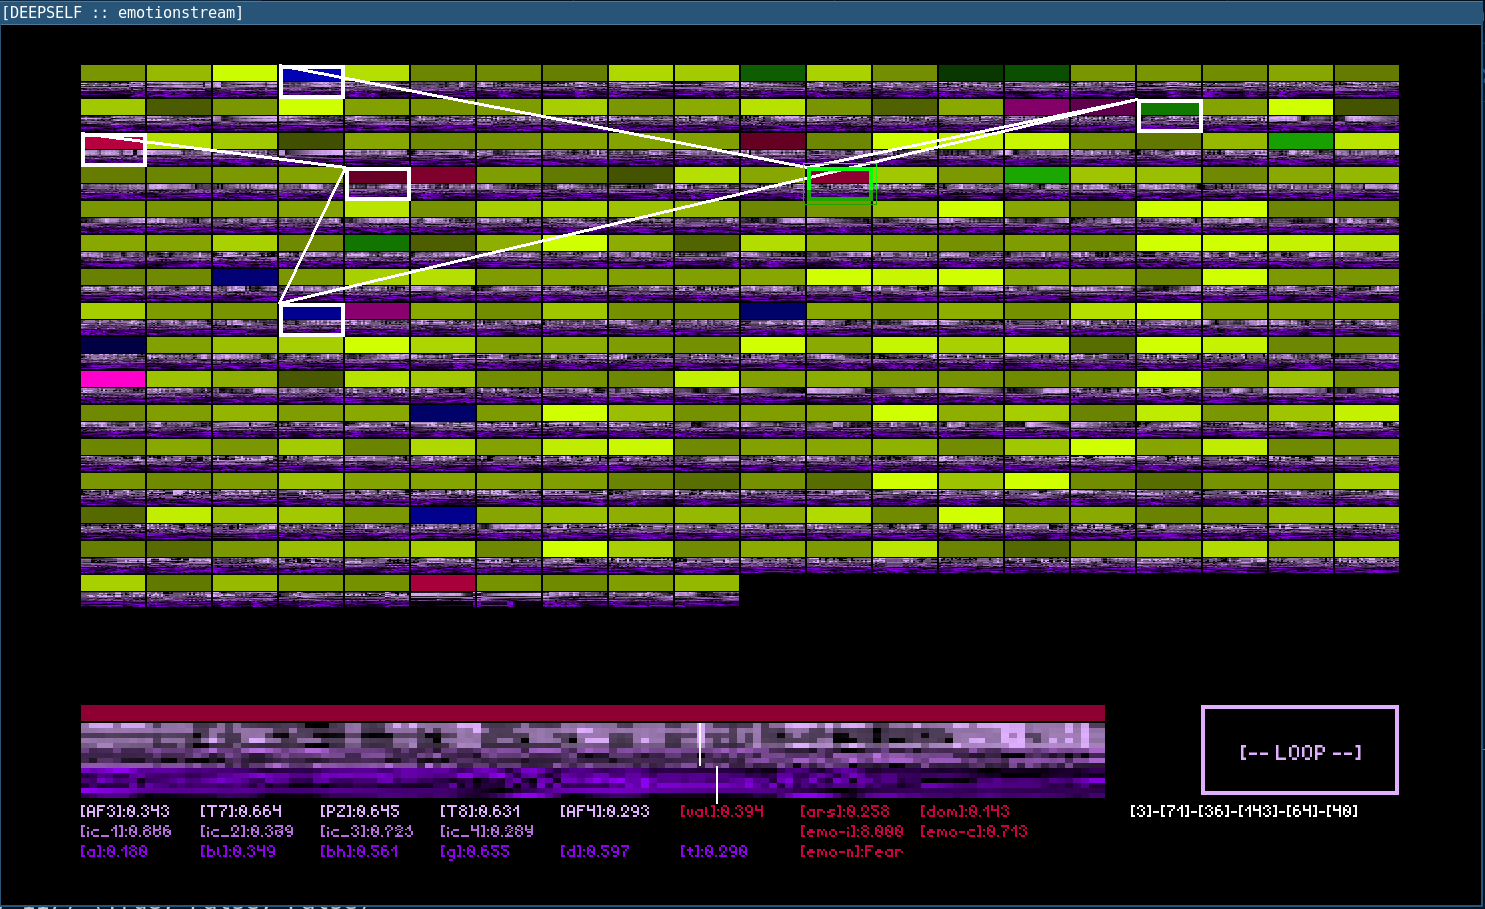 [DEEPSELF :: emotionstream]
[-- LOOP --]
[AF3]:0.343 [T7]:0.664 [PZ]:0.645 [T8]:0.631 [AF4]:0.293 [val]:0.394 [ars]:0.258 [dom]:0.143 [3]-[71]-[36]-[143]-[64]-[40]
[ic_1]:0.886 [ic_2]:0.389 [ic_3]:0.723 [ic_4]:0.289 [emo-i]:8.000 [emo-c]:0.713
[a]:0.180 [bl]:0.349 [bh]:0.561 [g]:0.655 [d]:0.597 [t]:0.290 [emo-n]:Fear